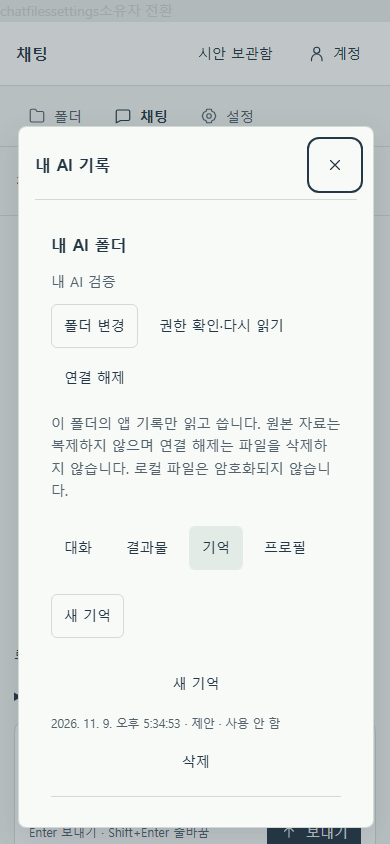 chatfilessettings소유자 전환
채팅
시안 보관함
계정
폴더
채팅
설정
내 AI 기록
내 AI 폴더
내 AI 검증
폴더 변경
권한 확인·다시 읽기
연결 해제
이 폴더의 앱 기록만 읽고 씁니다. 원본 자료는
복제하지 않으며 연결 해제는 파일을 삭제하
지 않습니다. 로컬 파일은 암호화되지 않습니
다.
대화
결과물
기억
프로필
새 기억
새 기억
2026. 11. 9. 오후 5:34:53 · 제안 · 사용 안 함
삭제
Enter 보내기 · Shift+Enter 줄바꿈
보내기